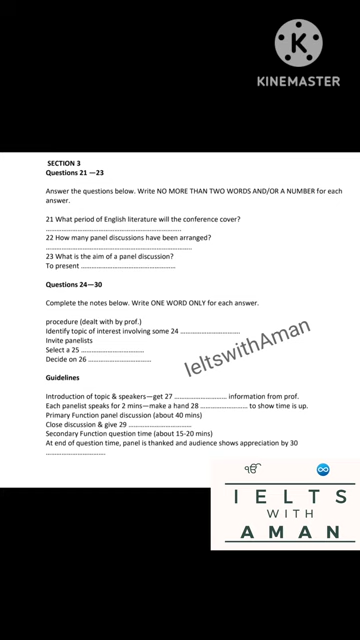 KINEMASTER
SECTION 3
Questions 21 —23
Answer the questions below. Write NO MORE THAN TWO WORDS AND/OR A NUMBER for each
answer.
21 What period of English literature will the conference cover?
.......................................................
22 How many panel discussions have been arranged?
...........................................................
23 What is the aim of a panel discussion?
To present ......................................
Questions 24—30
Complete the notes below. Write ONE WORD ONLY for each answer.
procedure (dealt with by prof.)
Identify topic of interest involving some 24 ........................
Invite panelists
Select a 25 ..........................
Decide on 26 ..........................
IeltswithAman
Guidelines
Introduction of topic & speakers—get 27 ...................... information from prof.
Each panelist speaks for 2 mins—make a hand 28 .................... to show time is up.
Primary Function panel discussion (about 40 mins)
Close discussion & give 29 ..........................
Secondary Function question time (about 15-20 mins)
At end of question time, panel is thanked and audience shows appreciation by 30
........................
ੴ
IELTS
WITH
AMAN